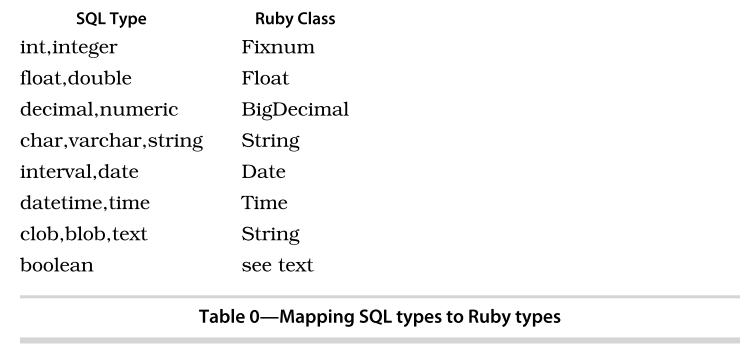 SQL Type Ruby Class
int,integer Fixnum
float,double Float
decimal,numeric BigDecimal
char,varchar,string String
interval,date Date
datetime,time Time
clob,blob,text String
boolean see text
Table 0—Mapping SQL types to Ruby types